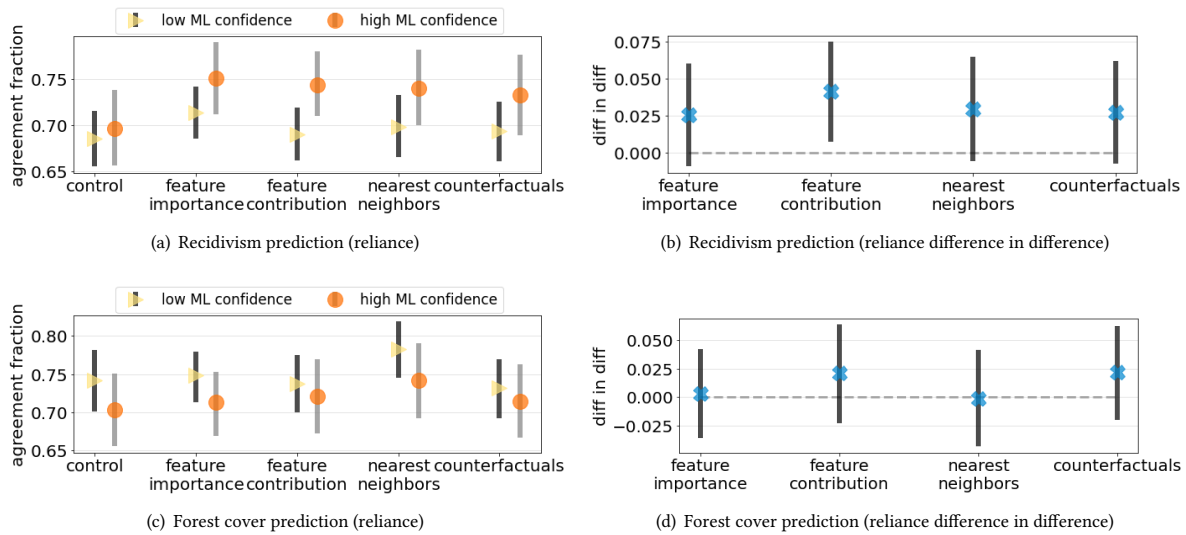 low ML confidence high ML confidence
agreement fraction
0.75
0.70
0.65
control feature importance feature contribution nearest neighbors counterfactuals
(a) Recidivism prediction (reliance)
diff in diff
0.075
0.050
0.025
0.000
feature importance feature contribution nearest neighbors counterfactuals
(b) Recidivism prediction (reliance difference in difference)
low ML confidence high ML confidence
agreement fraction
0.80
0.75
0.70
0.65
control feature importance feature contribution nearest neighbors counterfactuals
(c) Forest cover prediction (reliance)
diff in diff
0.050
0.025
0.000
−0.025
feature importance feature contribution nearest neighbors counterfactuals
(d) Forest cover prediction (reliance difference in difference)